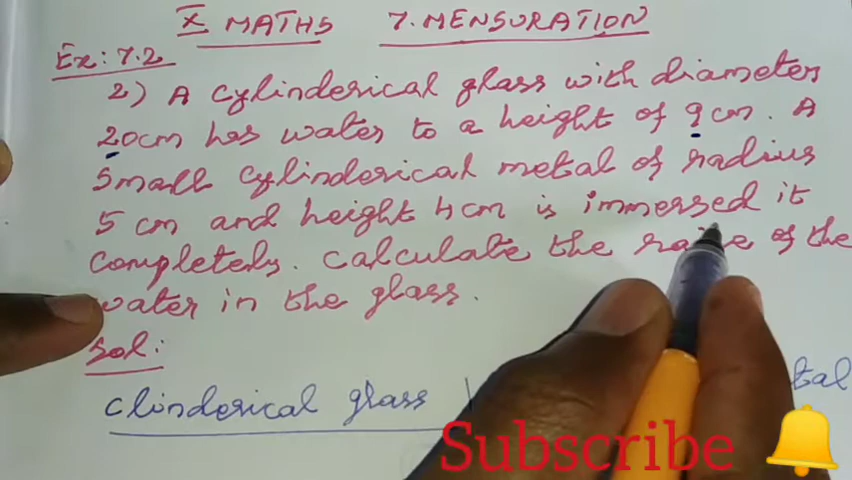 X MATHS 7. MENSURATION
Ex: 7.2
2) A cylinderical glass with diameter
20cm has water to a height of 9cm. A
small cylinderical metal of radius
5 cm and height 4cm is immersed it
completely. calculate the of the
water in the glass.
Sol:
clinderical glass tal
Subscribe